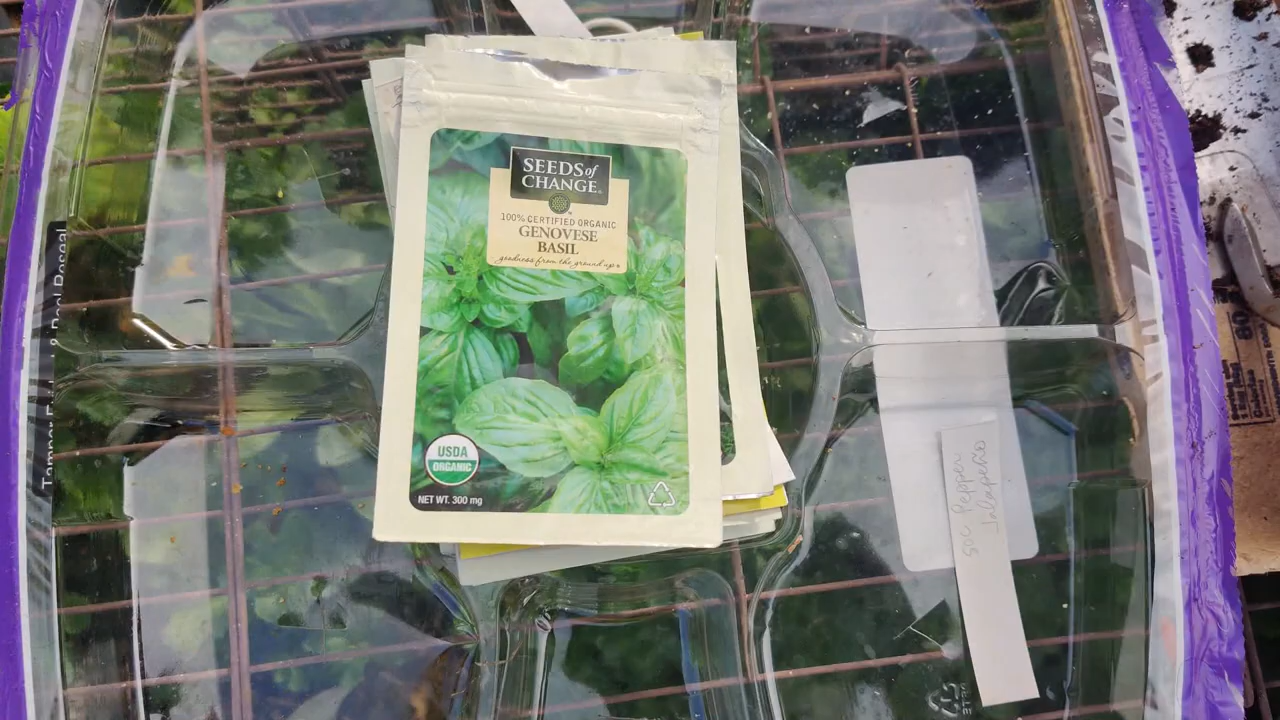 SEEDS of
CHANGE®
100% CERTIFIED ORGANIC
GENOVESE
BASIL
goodness from the ground up
USDA
ORGANIC
NET WT. 300 mg
SOC Pepper
Jalapeño